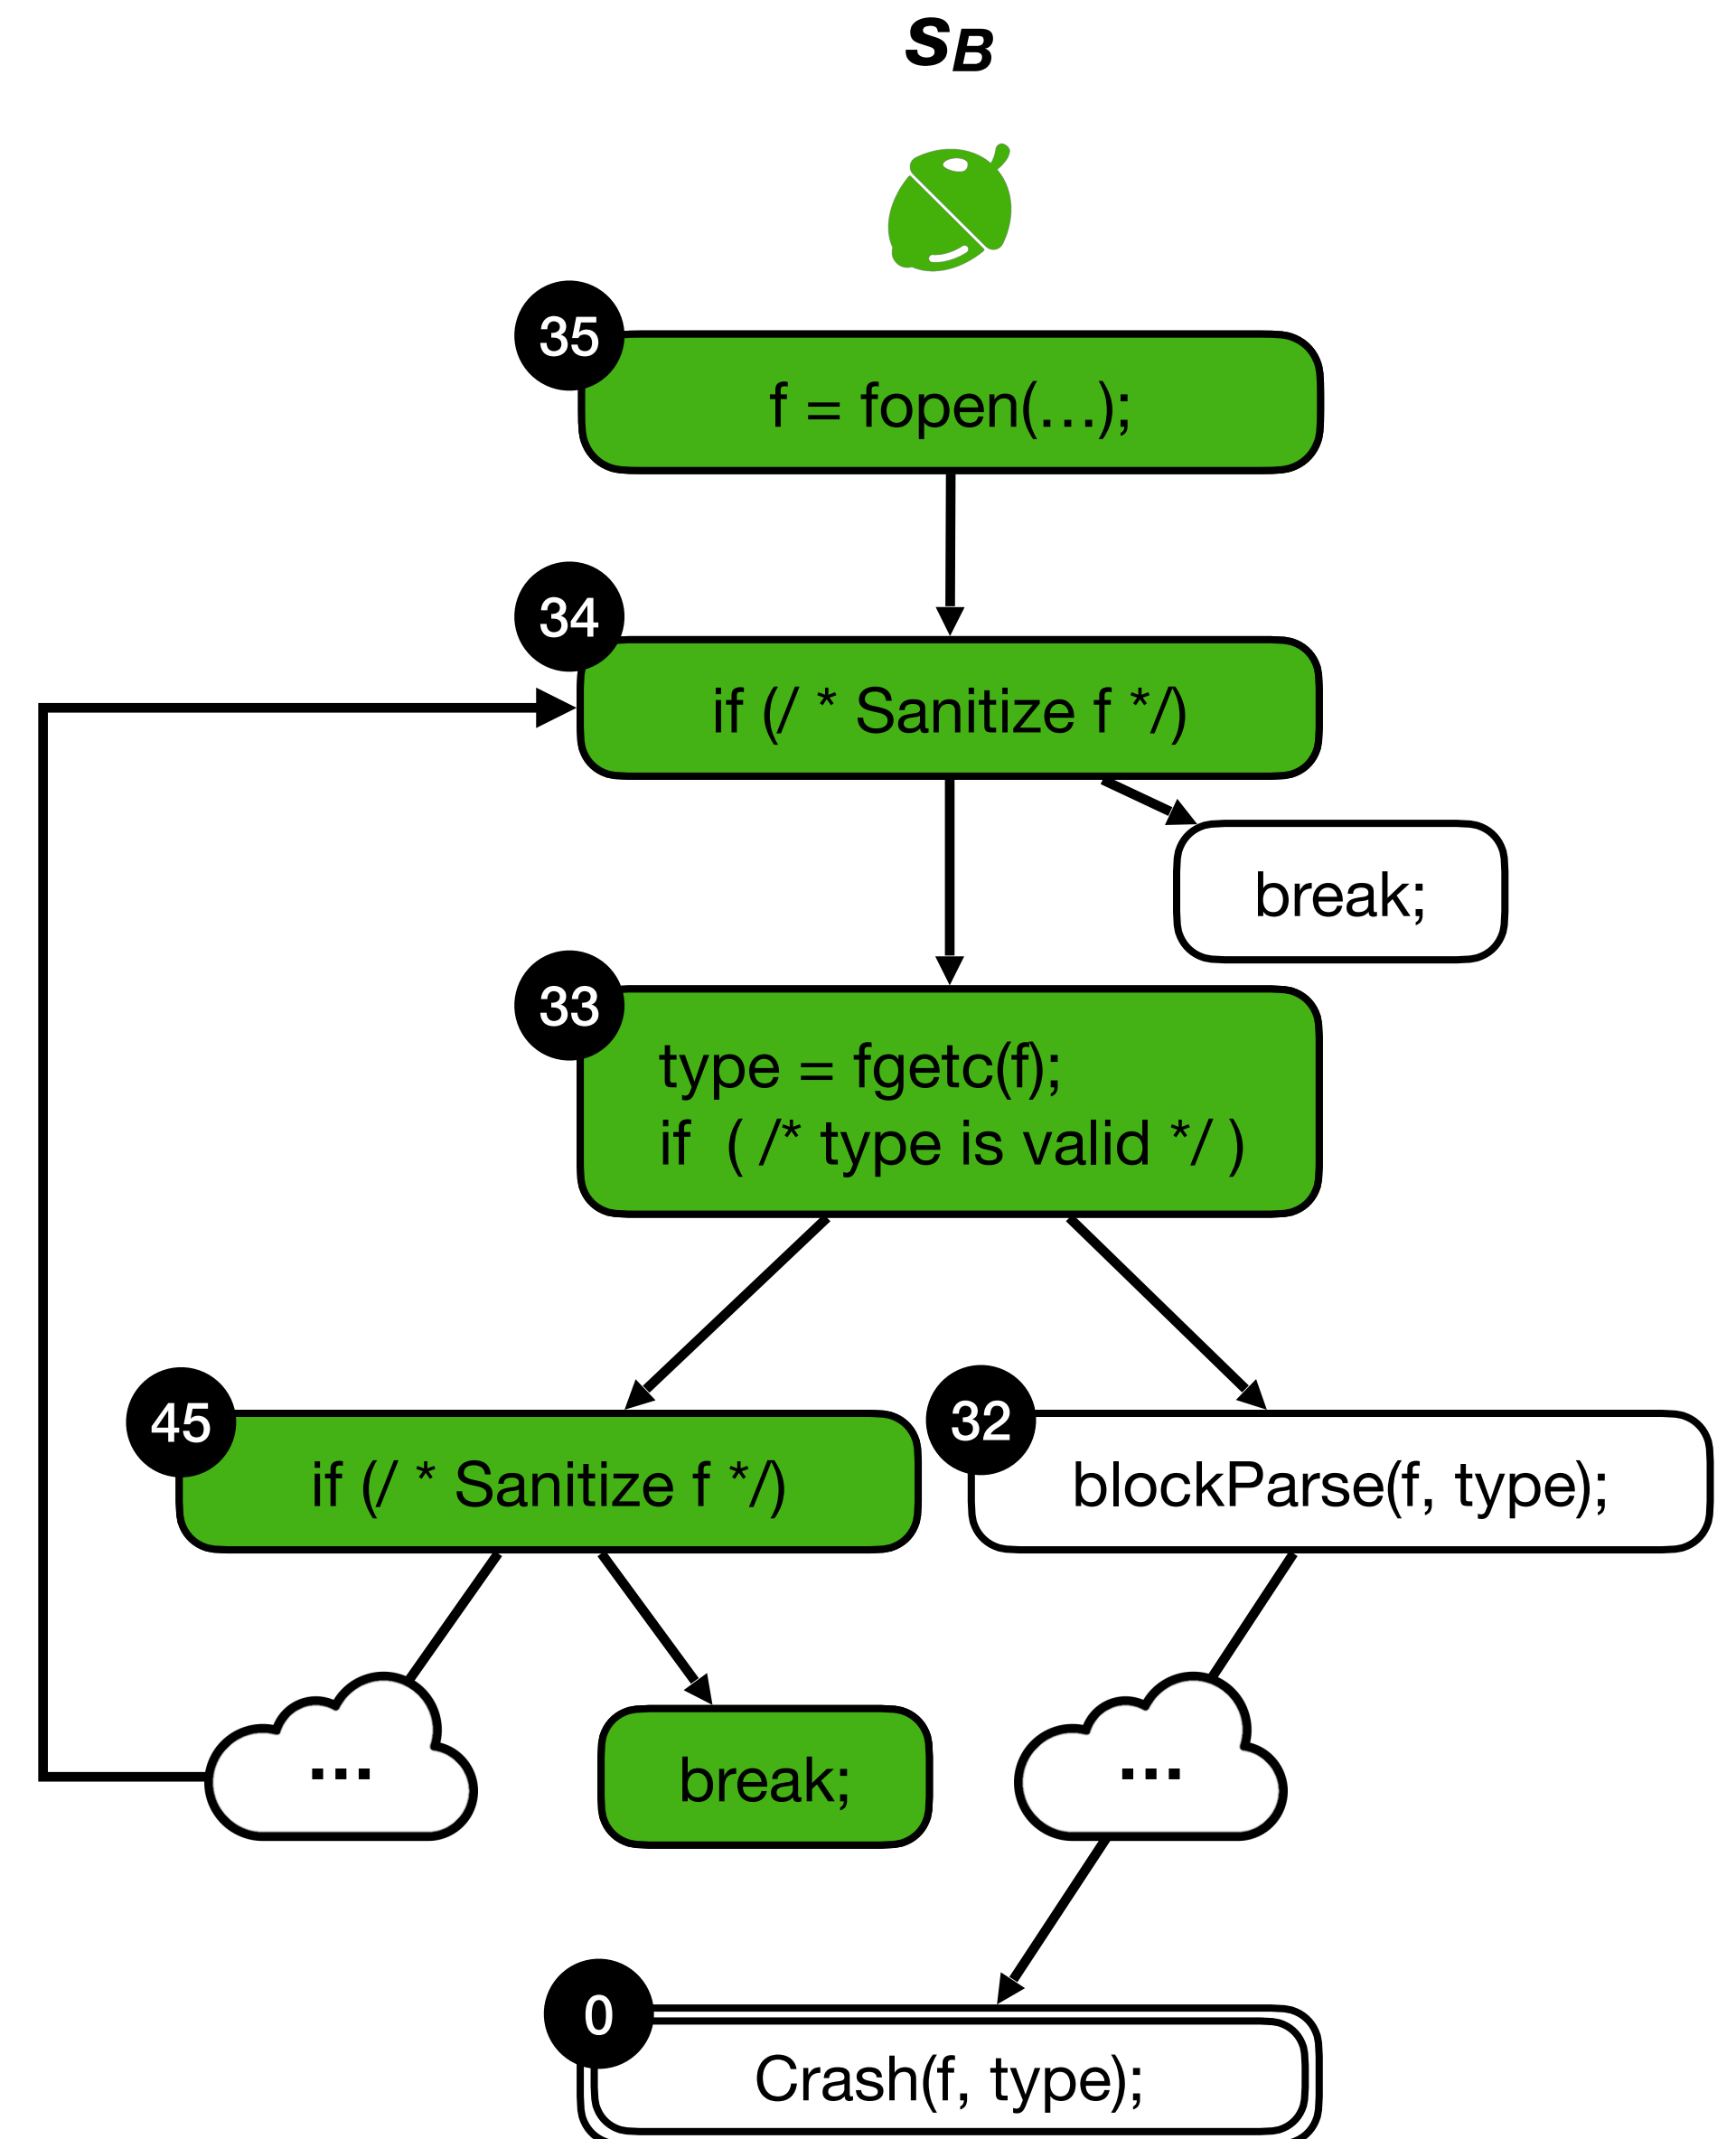 sB
35
f = fopen(...);
34
if (/ * Sanitize f */)
break;
33
type = fgetc(f);
if ( /* type is valid */ )
45
if (/ * Sanitize f */)
32
blockParse(f, type);
...
break;
...
0
Crash(f, type);